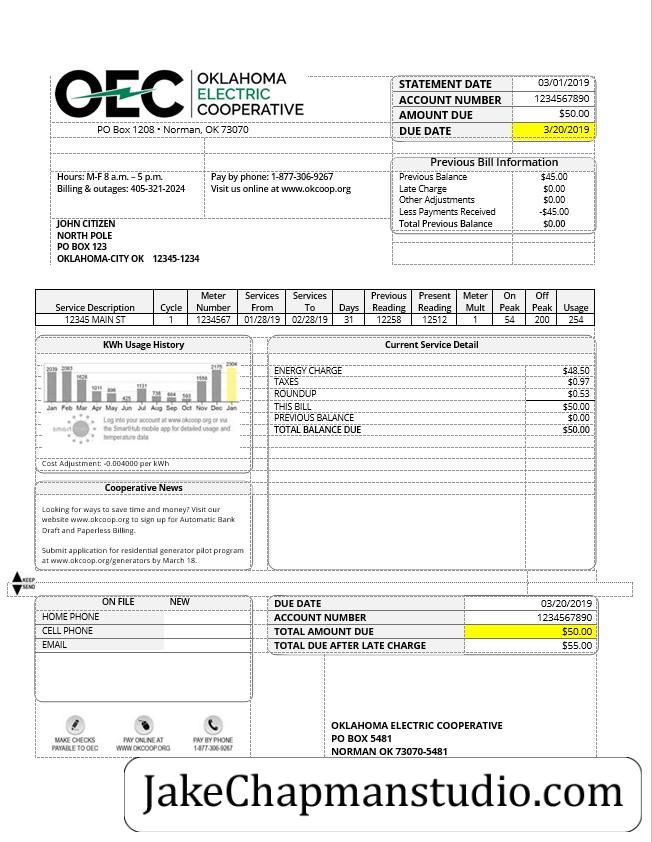 OEC OKLAHOMA ELECTRIC COOPERATIVE
PO Box 1208 • Norman, OK 73070
STATEMENT DATE 03/01/2019
ACCOUNT NUMBER 1234567890
AMOUNT DUE $50.00
DUE DATE 3/20/2019
Hours: M-F 8 a.m. – 5 p.m.
Billing & outages: 405-321-2024
Pay by phone: 1-877-306-9267
Visit us online at www.okcoop.org
Previous Bill Information
Previous Balance $45.00
Late Charge $0.00
Other Adjustments $0.00
Less Payments Received -$45.00
Total Previous Balance $0.00
JOHN CITIZEN
NORTH POLE
PO BOX 123
OKLAHOMA-CITY OK 12345-1234
Service Description Cycle Meter Number Services From Services To Days Previous Reading Present Reading Meter Mult On Peak Off Peak Usage
12345 MAIN ST 1 1234567 01/28/19 02/28/19 31 12258 12512 1 54 200 254
KWh Usage History
2039 2083 1628 1011 896 425 1131 736 664 593 1556 2175 2304
Jan Feb Mar Apr May Jun Jul Aug Sep Oct Nov Dec Jan
smart
Log into your account at www.okcoop.org or via
the SmartHub mobile app for detailed usage and
temperature data
Cost Adjustment: -0.004000 per kWh
Current Service Detail
ENERGY CHARGE $48.50
TAXES $0.97
ROUNDUP $0.53
THIS BILL $50.00
PREVIOUS BALANCE $0.00
TOTAL BALANCE DUE $50.00
Cooperative News
Looking for ways to save time and money? Visit our
website www.okcoop.org to sign up for Automatic Bank
Draft and Paperless Billing.
Submit application for residential generator pilot program
at www.okcoop.org/generators by March 18.
KEEP
SEND
ON FILE NEW
HOME PHONE
CELL PHONE
EMAIL
DUE DATE 03/20/2019
ACCOUNT NUMBER 1234567890
TOTAL AMOUNT DUE $50.00
TOTAL DUE AFTER LATE CHARGE $55.00
MAKE CHECKS
PAYABLE TO OEC
PAY ONLINE AT
WWW.OKCOOP.ORG
PAY BY PHONE
1-877-306-9267
OKLAHOMA ELECTRIC COOPERATIVE
PO BOX 5481
NORMAN OK 73070-5481
JakeChapmanstudio.com